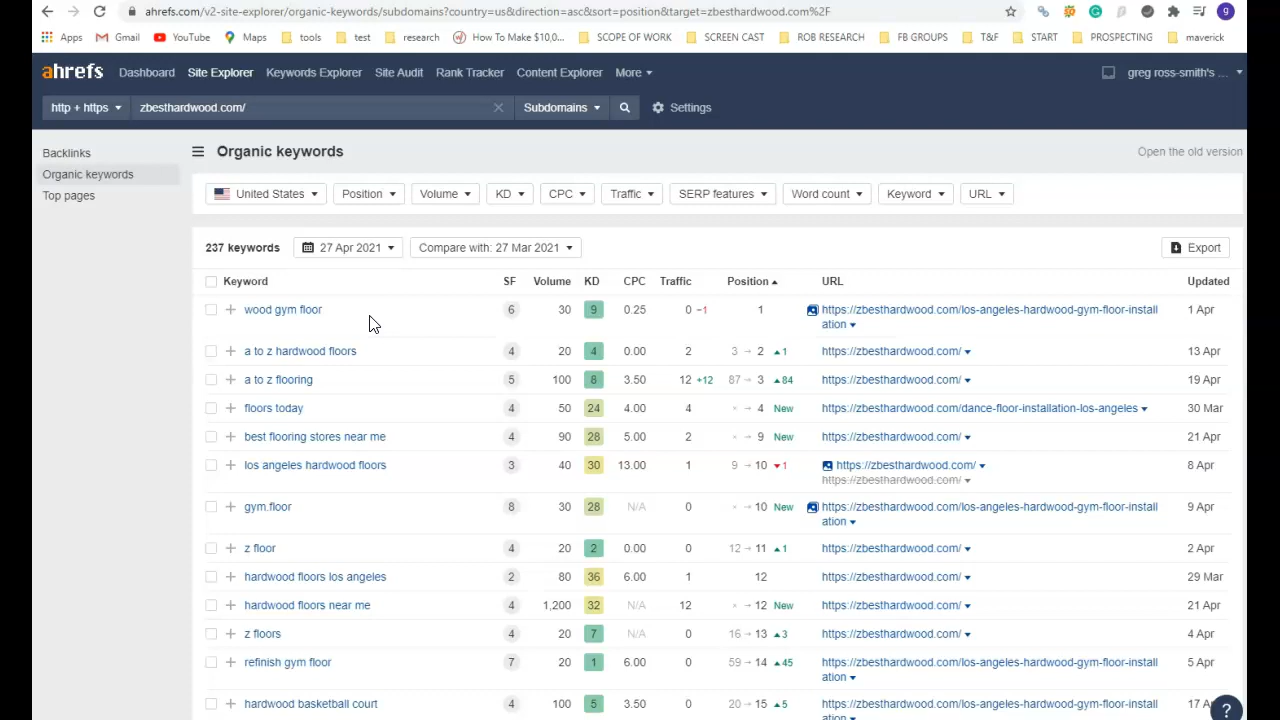 ahrefs.com/v2-site-explorer/organic-keywords/subdomains?country=us&direction=asc&sort=position&target=zbesthardwood.com%2F
g
Apps Gmail YouTube Maps tools test research How To Make $10,0... SCOPE OF WORK SCREEN CAST ROB RESEARCH FB GROUPS T&F START PROSPECTING maverick
ahrefs Dashboard Site Explorer Keywords Explorer Site Audit Rank Tracker Content Explorer More greg ross-smith's ...
http + https zbesthardwood.com/ Subdomains Settings
Backlinks
Organic keywords
Top pages
Organic keywords Open the old version
United States Position Volume KD CPC Traffic SERP features Word count Keyword URL
237 keywords 27 Apr 2021 Compare with: 27 Mar 2021 Export
Keyword SF Volume KD CPC Traffic Position URL Updated
wood gym floor 6 30 9 0.25 0 −1 1 https://zbesthardwood.com/los-angeles-hardwood-gym-floor-install 1 Apr
ation
a to z hardwood floors 4 20 4 0.00 2 3 → 2 ▲1 https://zbesthardwood.com/ 13 Apr
a to z flooring 5 100 8 3.50 12 +12 87 → 3 ▲84 https://zbesthardwood.com/ 19 Apr
floors today 4 50 24 4.00 4 × → 4 New https://zbesthardwood.com/dance-floor-installation-los-angeles 30 Mar
best flooring stores near me 4 90 28 5.00 2 × → 9 New https://zbesthardwood.com/ 21 Apr
los angeles hardwood floors 3 40 30 13.00 1 9 → 10 ▼1 https://zbesthardwood.com/ 8 Apr
https://zbesthardwood.com/
gym floor 8 30 28 N/A 0 × → 10 New https://zbesthardwood.com/los-angeles-hardwood-gym-floor-install 9 Apr
ation
z floor 4 20 2 0.00 0 12 → 11 ▲1 https://zbesthardwood.com/ 2 Apr
hardwood floors los angeles 2 80 36 6.00 1 12 https://zbesthardwood.com/ 29 Mar
hardwood floors near me 4 1,200 32 N/A 12 × → 12 New https://zbesthardwood.com/ 21 Apr
z floors 4 20 7 N/A 0 16 → 13 ▲3 https://zbesthardwood.com/ 4 Apr
refinish gym floor 7 20 1 6.00 0 59 → 14 ▲45 https://zbesthardwood.com/los-angeles-hardwood-gym-floor-install 5 Apr
ation
hardwood basketball court 4 100 5 3.50 0 20 → 15 ▲5 https://zbesthardwood.com/los-angeles-hardwood-gym-floor-install 17
ation
?